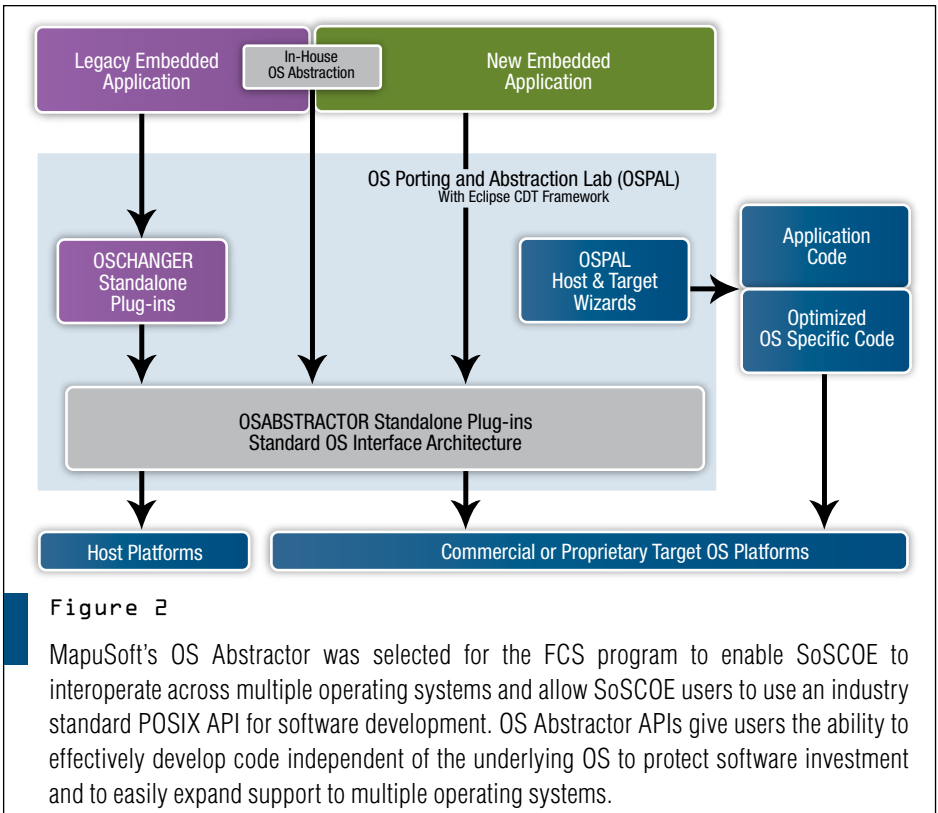 Legacy Embedded
Application
In-House
OS Abstraction
New Embedded
Application
OS Porting and Abstraction Lab (OSPAL)
With Eclipse CDT Framework
OSCHANGER
Standalone
Plug-ins
OSPAL
Host & Target
Wizards
Application
Code
Optimized
OS Specific Code
OSABSTRACTOR Standalone Plug-ins
Standard OS Interface Architecture
Host Platforms
Commercial or Proprietary Target OS Platforms
Figure 2
MapuSoft's OS Abstractor was selected for the FCS program to enable SoSCOE to
interoperate across multiple operating systems and allow SoSCOE users to use an industry
standard POSIX API for software development. OS Abstractor APIs give users the ability to
effectively develop code independent of the underlying OS to protect software investment
and to easily expand support to multiple operating systems.